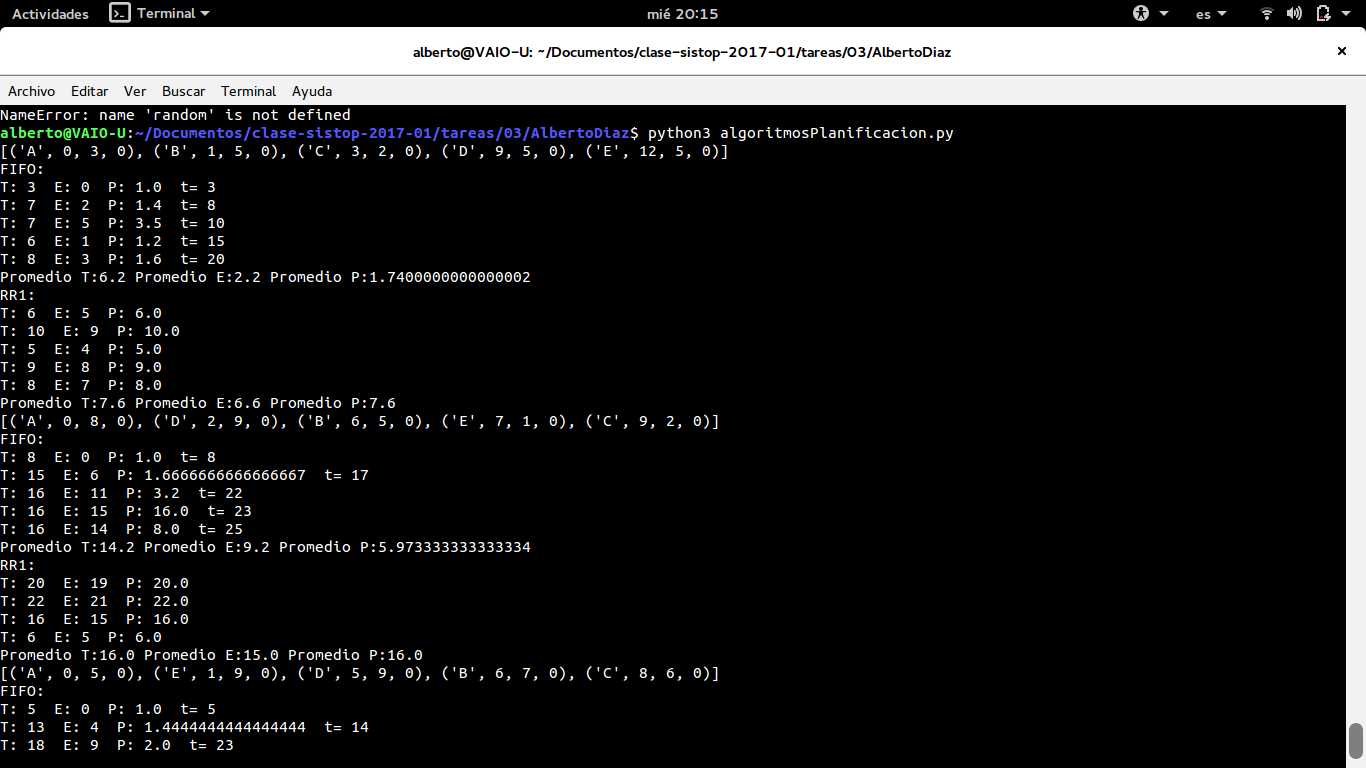 Actividades Terminal mié 20:15 es
alberto@VAIO-U: ~/Documentos/clase-sistop-2017-01/tareas/03/AlbertoDiaz ×
Archivo Editar Ver Buscar Terminal Ayuda
NameError: name 'random' is not defined
alberto@VAIO-U:~/Documentos/clase-sistop-2017-01/tareas/03/AlbertoDiaz$ python3 algoritmosPlanificacion.py
[('A', 0, 3, 0), ('B', 1, 5, 0), ('C', 3, 2, 0), ('D', 9, 5, 0), ('E', 12, 5, 0)]
FIFO:
T: 3  E: 0  P: 1.0  t= 3
T: 7  E: 2  P: 1.4  t= 8
T: 7  E: 5  P: 3.5  t= 10
T: 6  E: 1  P: 1.2  t= 15
T: 8  E: 3  P: 1.6  t= 20
Promedio T:6.2 Promedio E:2.2 Promedio P:1.7400000000000002
RR1:
T: 6  E: 5  P: 6.0
T: 10  E: 9  P: 10.0
T: 5  E: 4  P: 5.0
T: 9  E: 8  P: 9.0
T: 8  E: 7  P: 8.0
Promedio T:7.6 Promedio E:6.6 Promedio P:7.6
[('A', 0, 8, 0), ('D', 2, 9, 0), ('B', 6, 5, 0), ('E', 7, 1, 0), ('C', 9, 2, 0)]
FIFO:
T: 8  E: 0  P: 1.0  t= 8
T: 15  E: 6  P: 1.6666666666666667  t= 17
T: 16  E: 11  P: 3.2  t= 22
T: 16  E: 15  P: 16.0  t= 23
T: 16  E: 14  P: 8.0  t= 25
Promedio T:14.2 Promedio E:9.2 Promedio P:5.973333333333334
RR1:
T: 20  E: 19  P: 20.0
T: 22  E: 21  P: 22.0
T: 16  E: 15  P: 16.0
T: 6  E: 5  P: 6.0
Promedio T:16.0 Promedio E:15.0 Promedio P:16.0
[('A', 0, 5, 0), ('E', 1, 9, 0), ('D', 5, 9, 0), ('B', 6, 7, 0), ('C', 8, 6, 0)]
FIFO:
T: 5  E: 0  P: 1.0  t= 5
T: 13  E: 4  P: 1.4444444444444444  t= 14
T: 18  E: 9  P: 2.0  t= 23